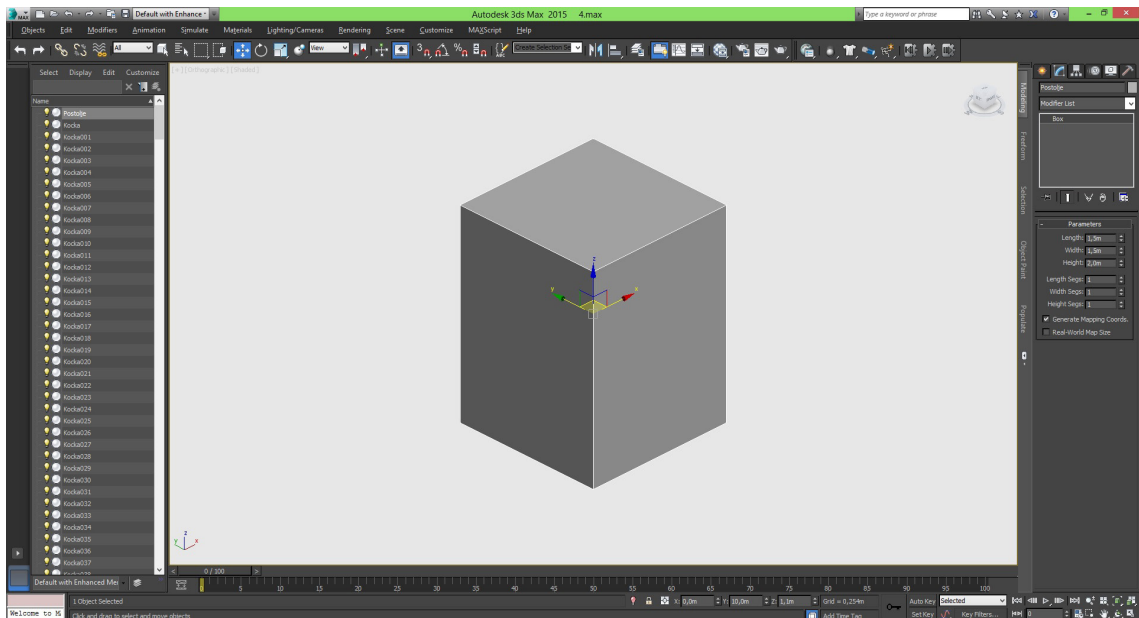 MAX
Default with Enhance
Autodesk 3ds Max 2015 4.max
Type a keyword or phrase
Objects Edit Modifiers Animation Simulate Materials Lighting/Cameras Rendering Scene Customize MAXScript Help
All
View
Create Selection Se
Select Display Edit Customize
Name
Postolje
Kocka
Kocka001
Kocka002
Kocka003
Kocka004
Kocka005
Kocka006
Kocka007
Kocka008
Kocka009
Kocka010
Kocka011
Kocka012
Kocka013
Kocka014
Kocka015
Kocka016
Kocka017
Kocka018
Kocka019
Kocka020
Kocka021
Kocka022
Kocka023
Kocka024
Kocka025
Kocka026
Kocka027
Kocka028
Kocka029
Kocka030
Kocka031
Kocka032
Kocka033
Kocka034
Kocka035
Kocka036
Kocka037
Default with Enhanced Me
[+] [Orthographic] [Shaded]
z
y x
z
y x
Modeling
Freeform
Selection
Object Paint
Populate
Postolje
Modifier List
Box
- Parameters
Length: 1,5m
Width: 1,5m
Height: 2,0m
Length Segs: 1
Width Segs: 1
Height Segs: 1
Generate Mapping Coords.
Real-World Map Size
0 / 100
0 5 10 15 20 25 30 35 40 45 50 55 60 65 70 75 80 85 90 95 100
1 Object Selected
X: 0,0m Y: 10,0m Z: 1,1m Grid = 0,254m
Auto Key Selected
Welcome to M
Click and drag to select and move objects
Add Time Tag
Set Key Key Filters...
0